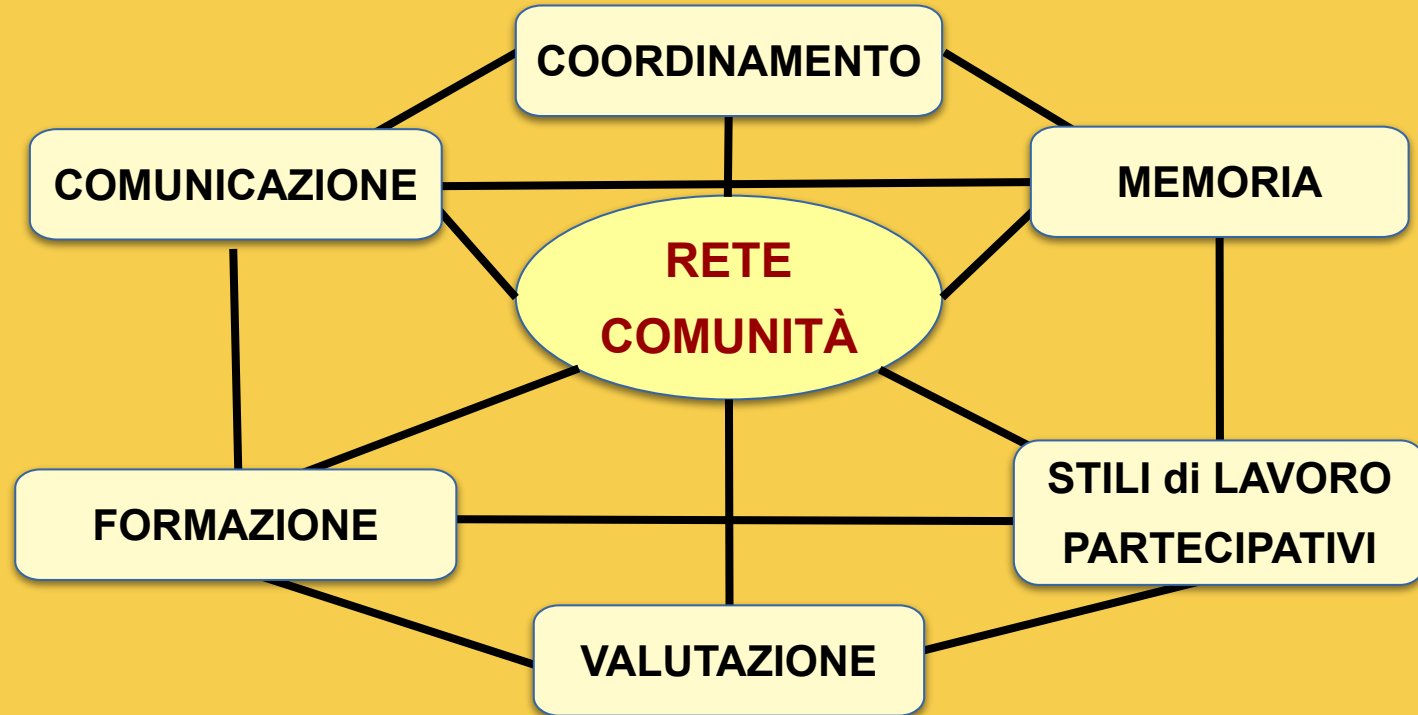 COORDINAMENTO
COMUNICAZIONE
MEMORIA
RETE
COMUNITÀ
FORMAZIONE
STILI di LAVORO
PARTECIPATIVI
VALUTAZIONE